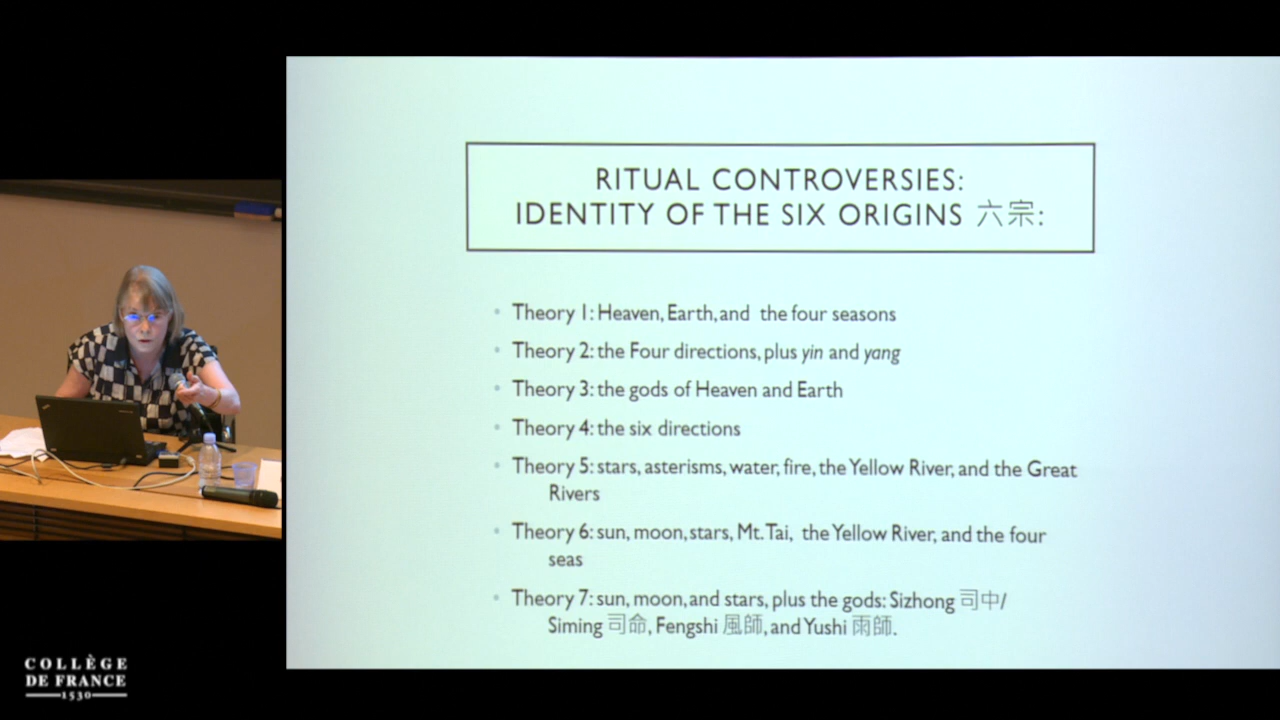 RITUAL CONTROVERSIES:
IDENTITY OF THE SIX ORIGINS 六宗:
Theory 1: Heaven, Earth, and the four seasons
Theory 2: the Four directions, plus yin and yang
Theory 3: the gods of Heaven and Earth
Theory 4: the six directions
Theory 5: stars, asterisms, water, fire, the Yellow River, and the Great
Rivers
Theory 6: sun, moon, stars, Mt. Tai, the Yellow River, and the four
seas
Theory 7: sun, moon, and stars, plus the gods: Sizhong 司中/
Siming 司命, Fengshi 風師, and Yushi 雨師.
COLLÈGE
DE FRANCE
1530